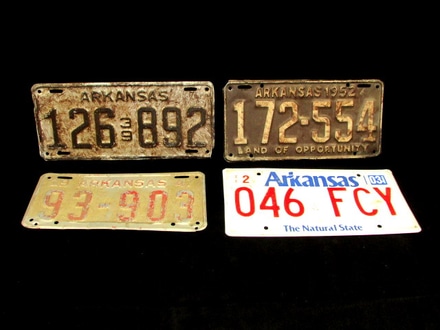 ARKANSAS
126 39 892
ARKANSAS 1952
172-554
LAND OF OPPORTUNITY
ARKANSAS
93-903
2 Arkansas 03
046 FCY
The Natural State